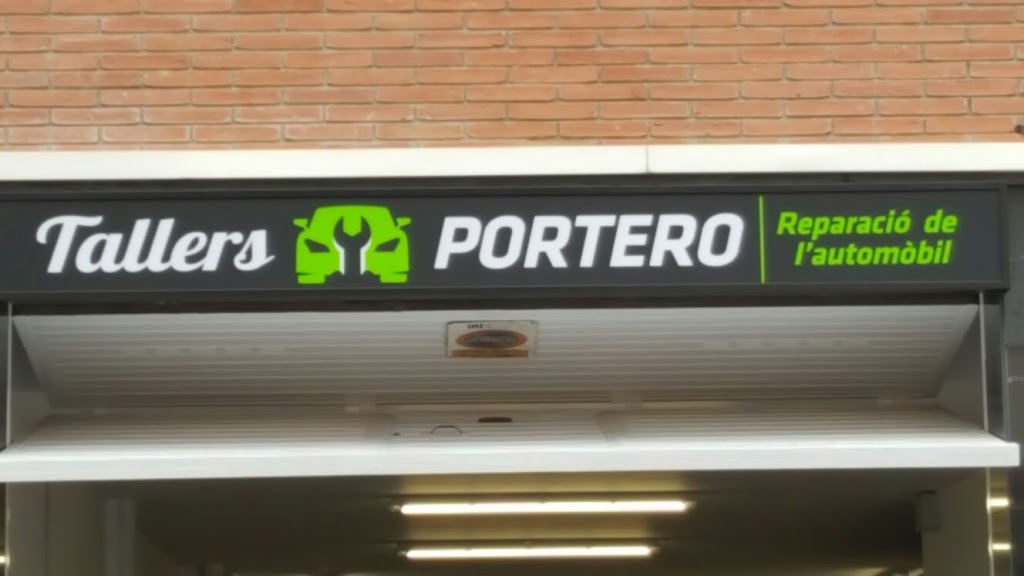 Tallers PORTERO
Reparació de
l'automòbil